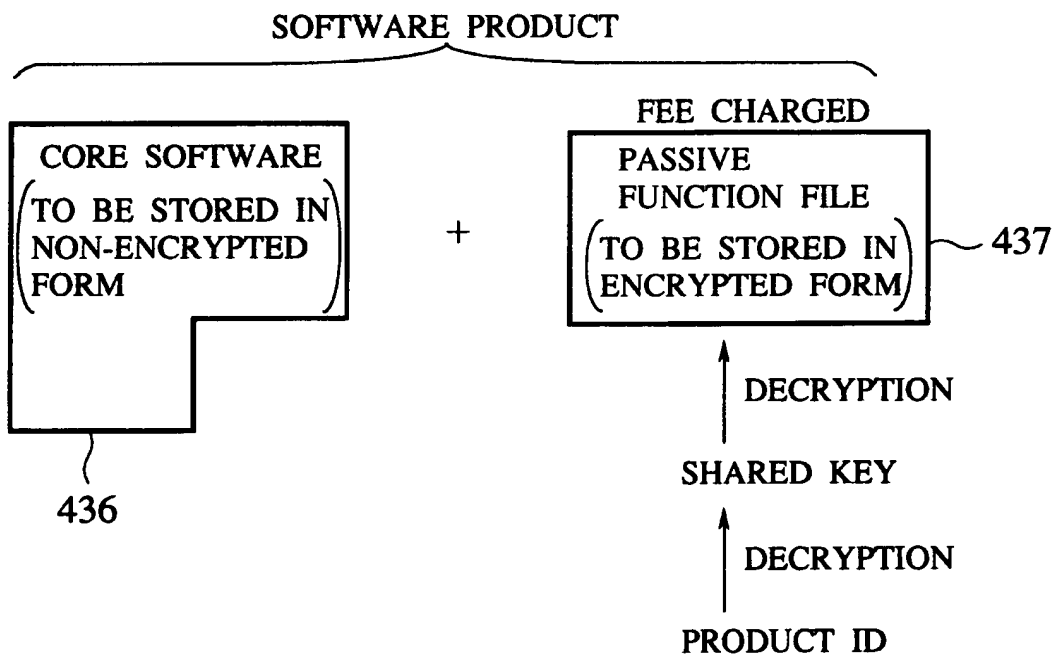 SOFTWARE PRODUCT
CORE SOFTWARE
TO BE STORED IN
NON-ENCRYPTED
FORM
436
+
FEE CHARGED
PASSIVE
FUNCTION FILE
TO BE STORED IN
ENCRYPTED FORM
437
DECRYPTION
SHARED KEY
DECRYPTION
PRODUCT ID